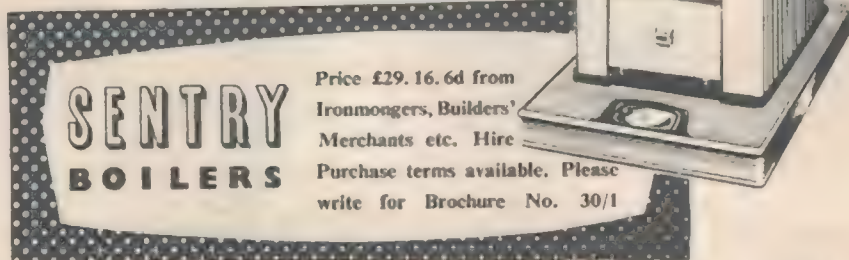 SENTRY
BOILERS
Price £29. 16. 6d from
Ironmongers, Builders'
Merchants etc. Hire
Purchase terms available. Please
write for Brochure No. 30/1